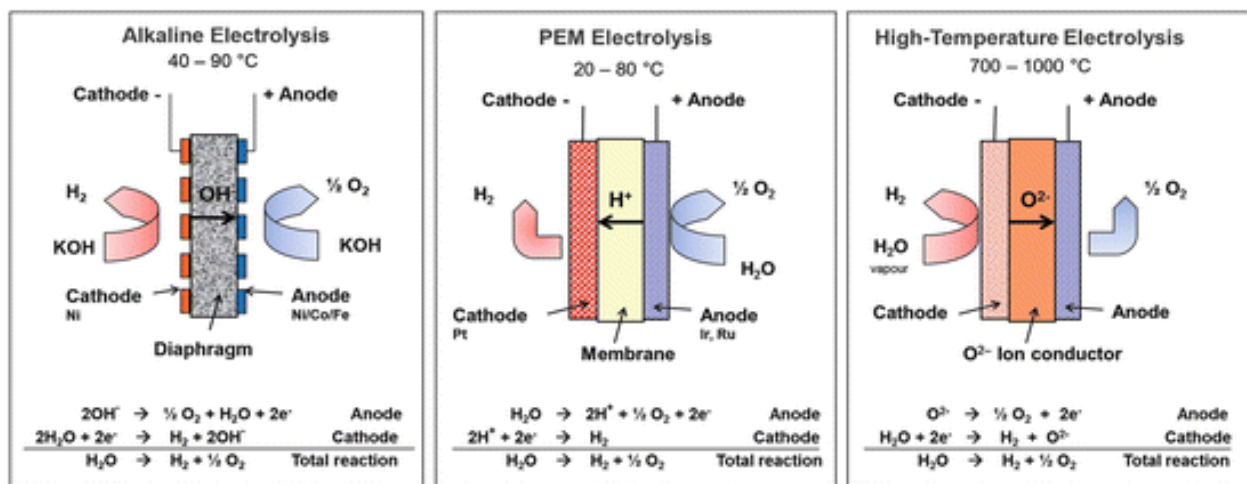 Alkaline Electrolysis
40 – 90 °C
Cathode - + Anode
OH⁻
H₂ ½ O₂
KOH KOH
Cathode Anode
Ni Ni/Co/Fe
Diaphragm
2OH⁻ → ½ O₂ + H₂O + 2e⁻ Anode
2H₂O + 2e⁻ → H₂ + 2OH⁻ Cathode
H₂O → H₂ + ½ O₂ Total reaction
PEM Electrolysis
20 – 80 °C
Cathode - + Anode
H₂ H⁺ ½ O₂
H₂O
Cathode Anode
Pt Ir, Ru
Membrane
H₂O → 2H⁺ + ½ O₂ + 2e⁻ Anode
2H⁺ + 2e⁻ → H₂ Cathode
H₂O → H₂ + ½ O₂ Total reaction
High-Temperature Electrolysis
700 – 1000 °C
Cathode - + Anode
H₂ O²⁻ ½ O₂
H₂O
vapour
Cathode Anode
O²⁻ Ion conductor
O²⁻ → ½ O₂ + 2e⁻ Anode
H₂O + 2e⁻ → H₂ + O²⁻ Cathode
H₂O → H₂ + ½ O₂ Total reaction